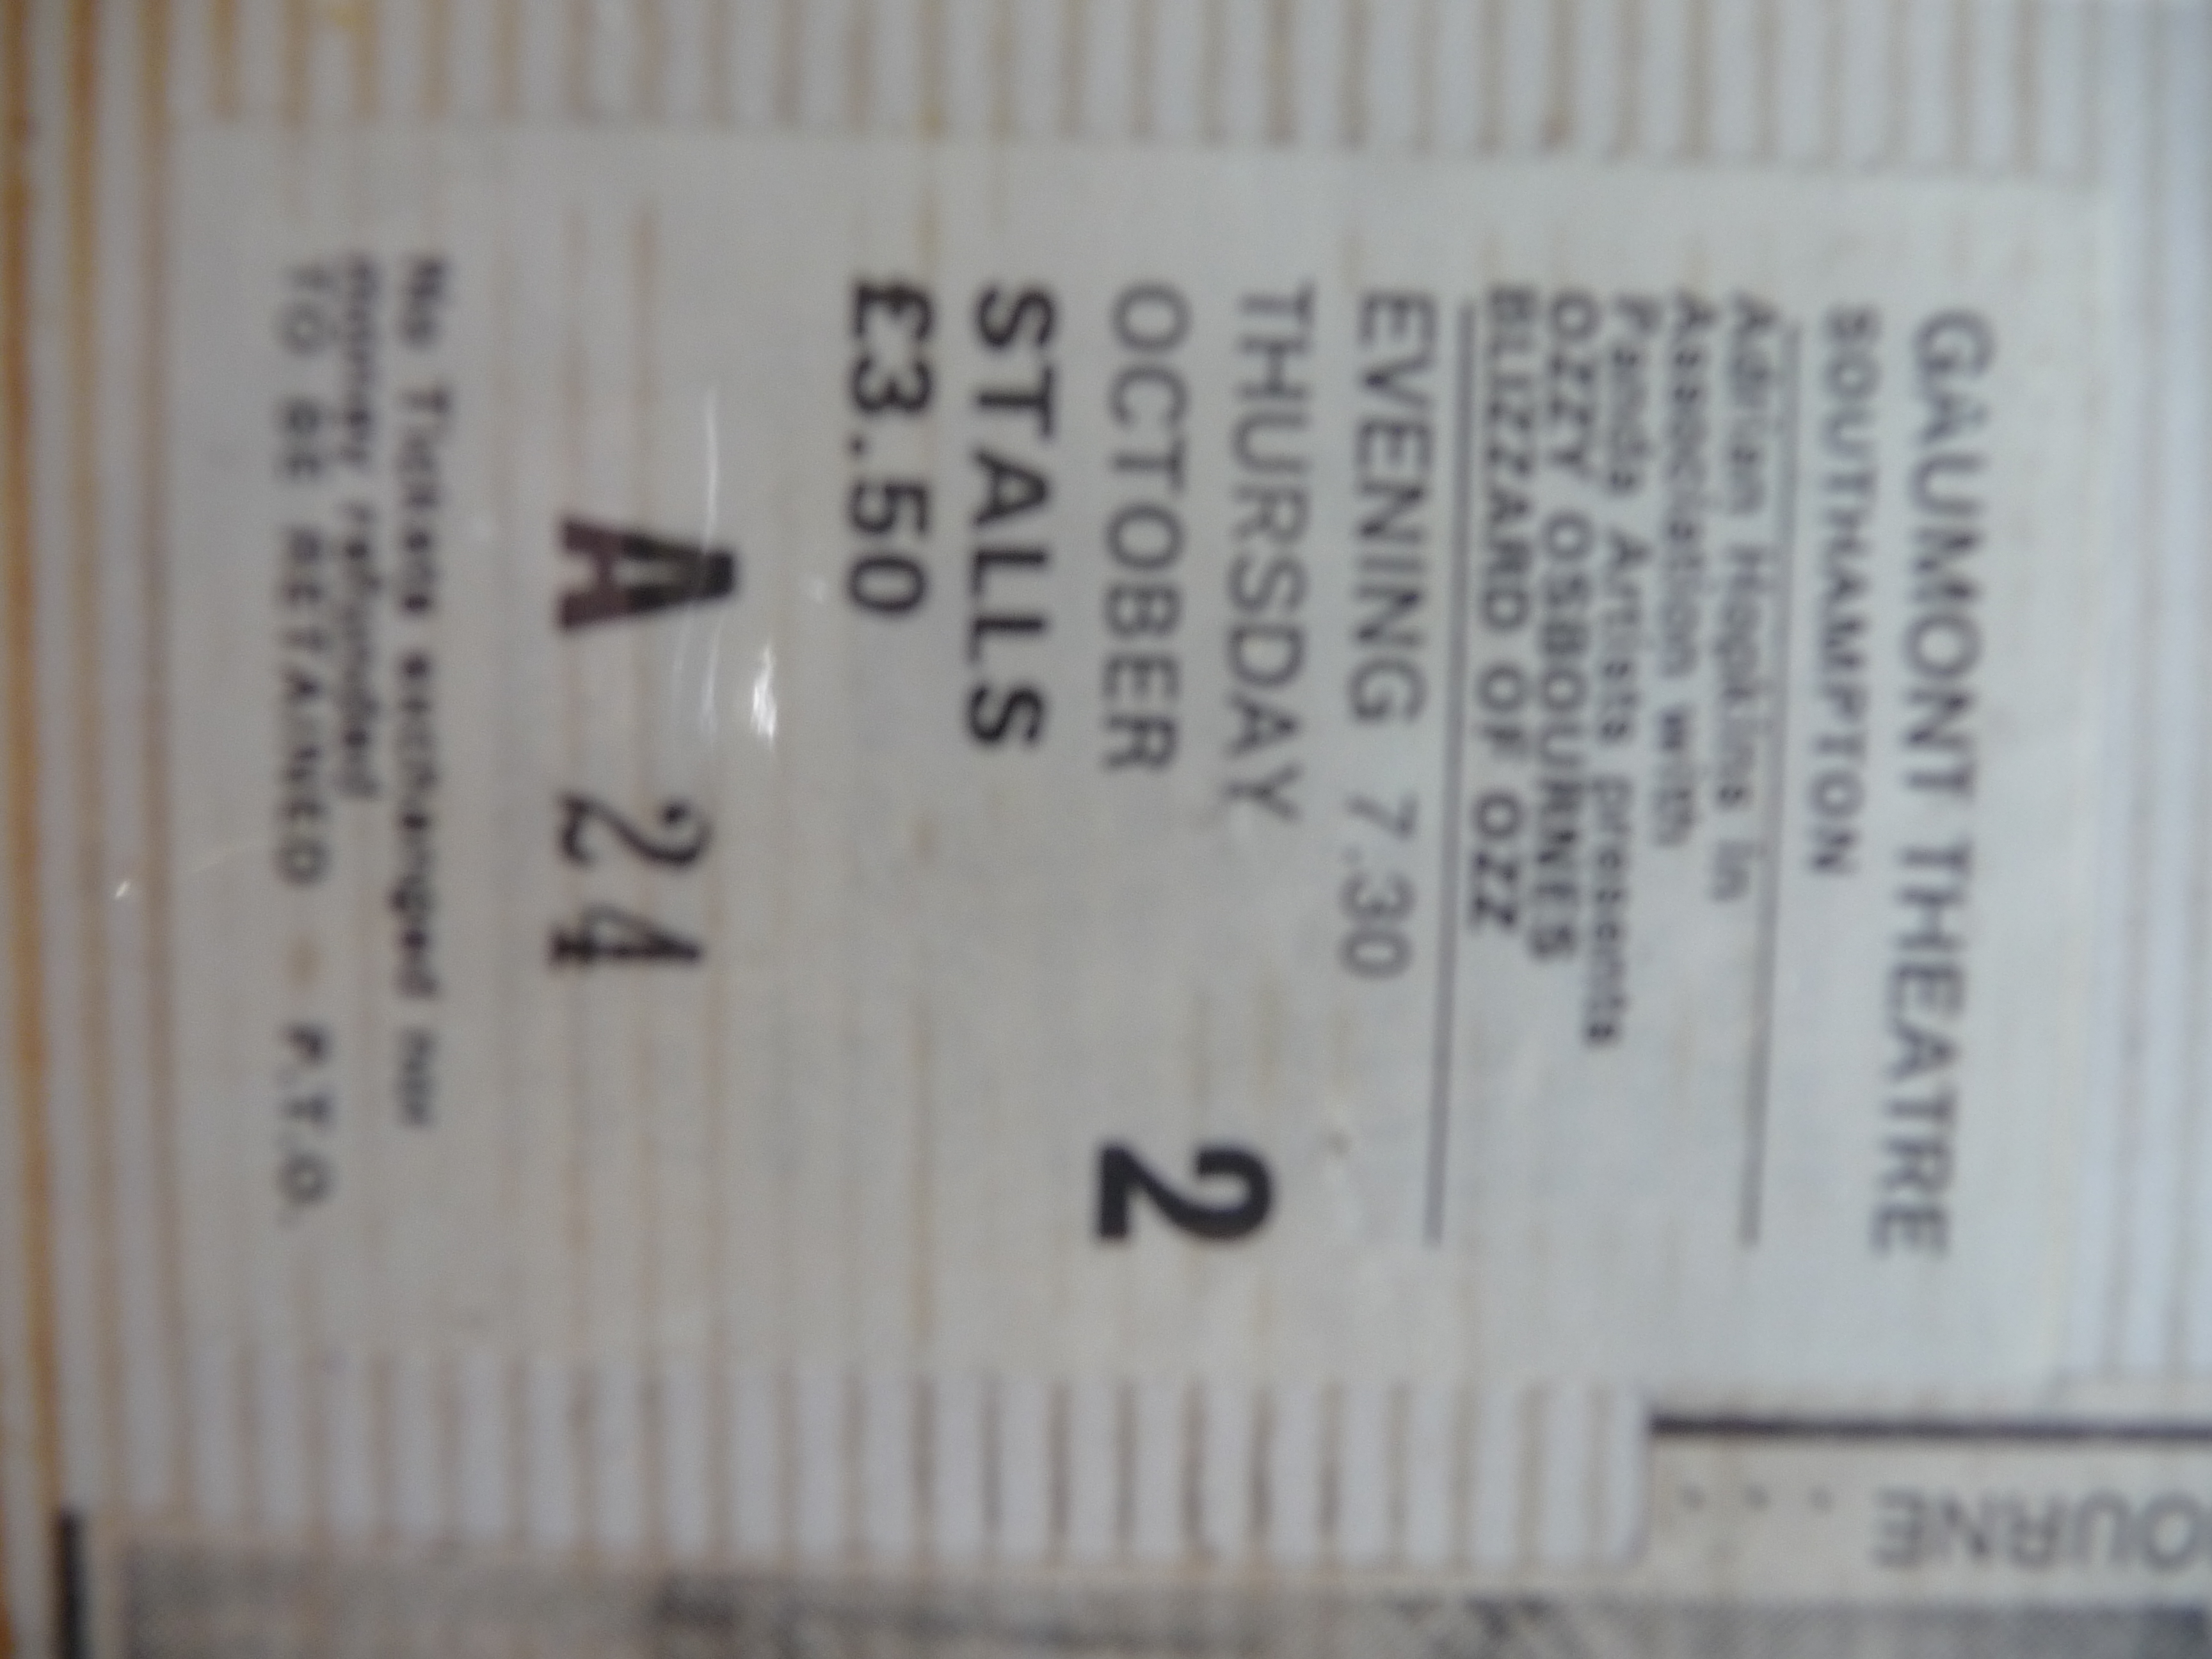 GAUMONT THEATRE
SOUTHAMPTON
Adrian Hopkins in
Association with
Panda Artists presents
OZZY OSBOURNES
BLIZZARD OF OZZ
EVENING 7.30
THURSDAY
OCTOBER 2
STALLS
£3.50
A 24
No Tickets exchanged nor
money refunded
TO BE RETAINED - P.T.O.
OURNE